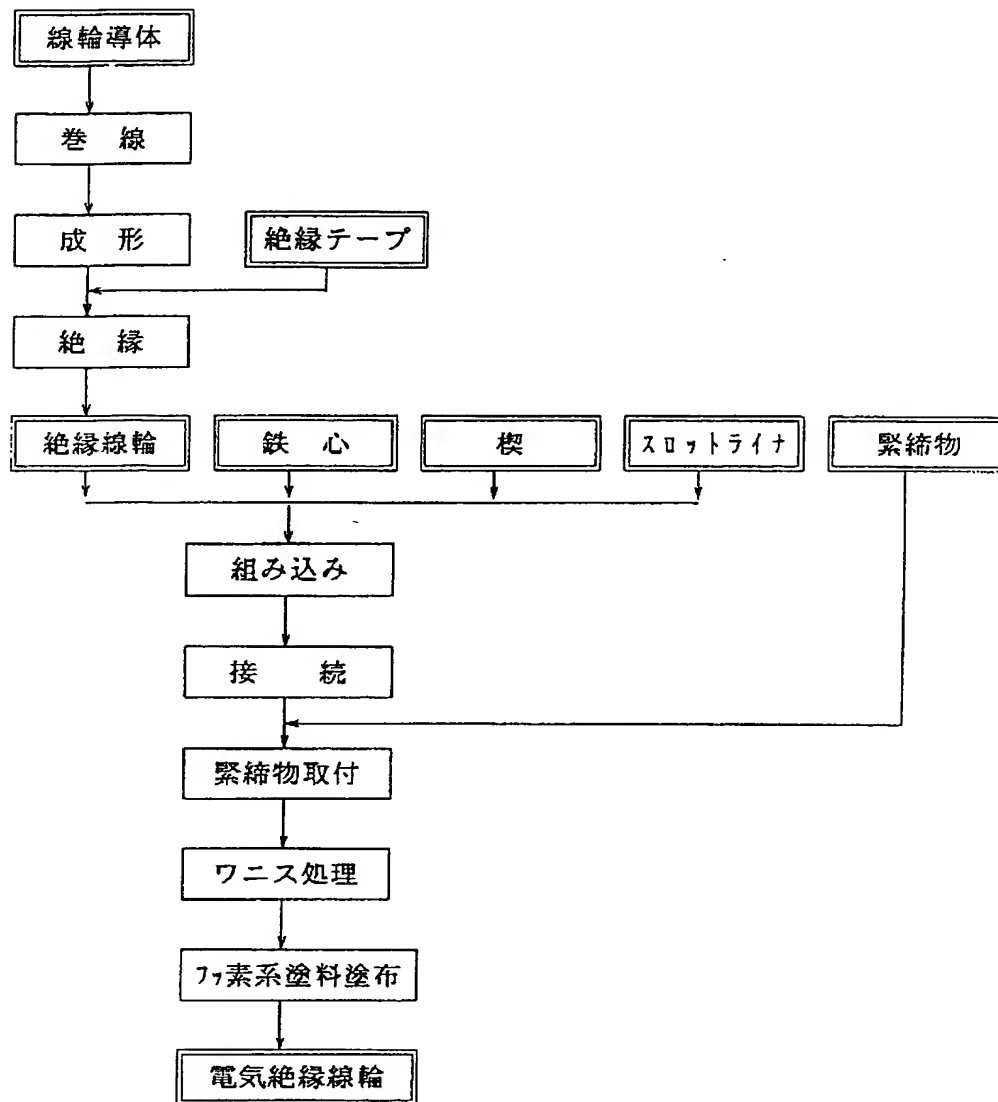 線輪導体
巻 線
成 形
絶縁テープ
絶 縁
絶縁線輪
鉄 心
楔
スロットライナ
緊締物
組み込み
接 続
緊締物取付
ワニス処理
フッ素系塗料塗布
電気絶縁線輪